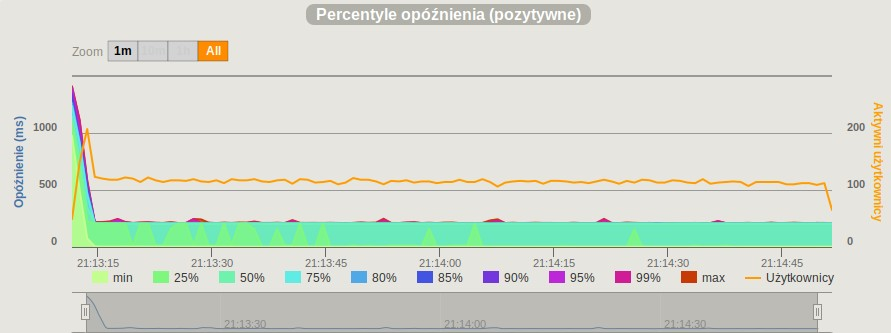 Percentyle opóźnienia (pozytywne)
Zoom 1m 10m 1h All
Opóźnienie (ms)
1000
500
0
Aktywni użytkownicy
200
100
0
21:13:15 21:13:30 21:13:45 21:14:00 21:14:15 21:14:30 21:14:45
min 25% 50% 75% 80% 85% 90% 95% 99% max Użytkownicy
21:13:30 21:14:00 21:14:30